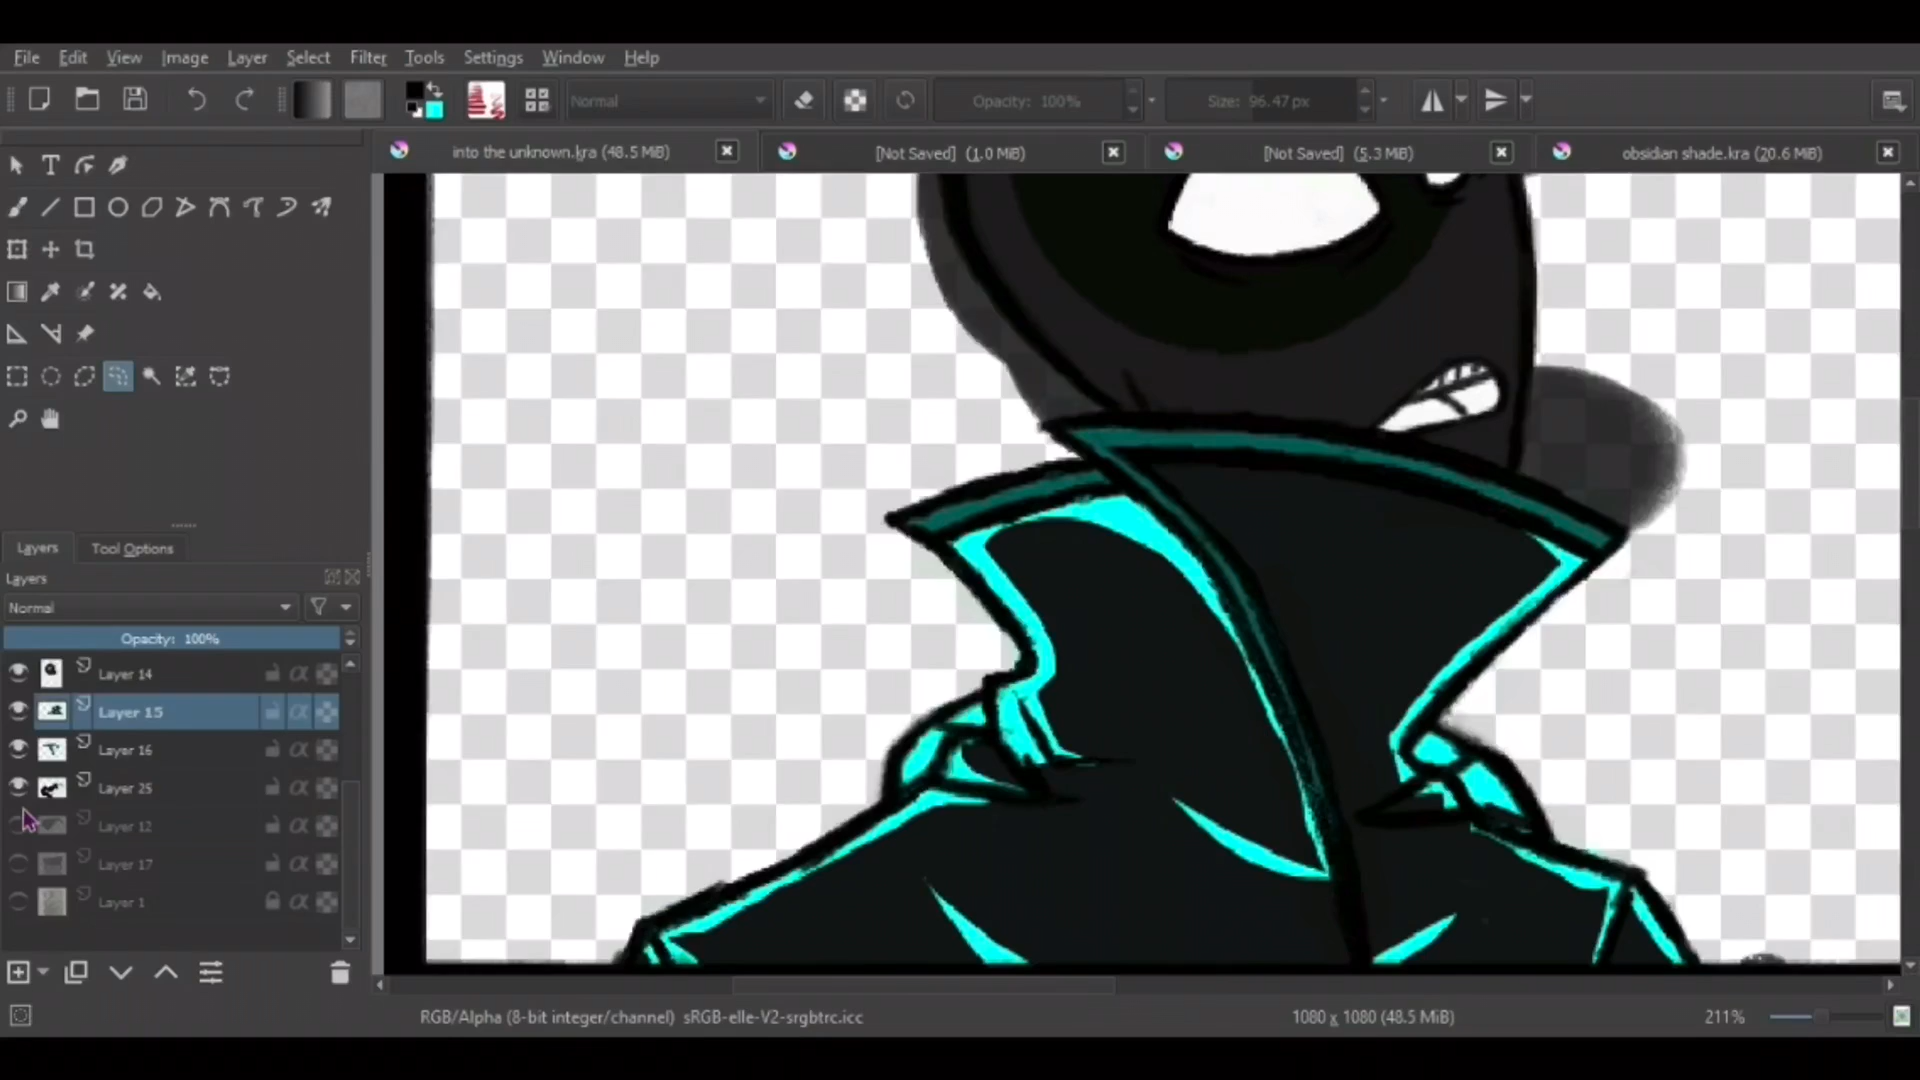 File Edit View Image Layer Select Filter Tools Settings Window Help
Normal Opacity: 100% Size: 96.47 px
into the unknown.kra (48.5 MiB) [Not Saved] (1.0 MiB) [Not Saved] (5.3 MiB) obsidian shade.kra (20.6 MiB)
Layers Tool Options
Layers
Normal
Opacity: 100%
Layer 14
Layer 15
Layer 16
Layer 25
Layer 12
Layer 17
Layer 1
RGB/Alpha (8-bit integer/channel) sRGB-elle-V2-srgbtrc.icc 1080 x 1080 (48.5 MiB) 211%